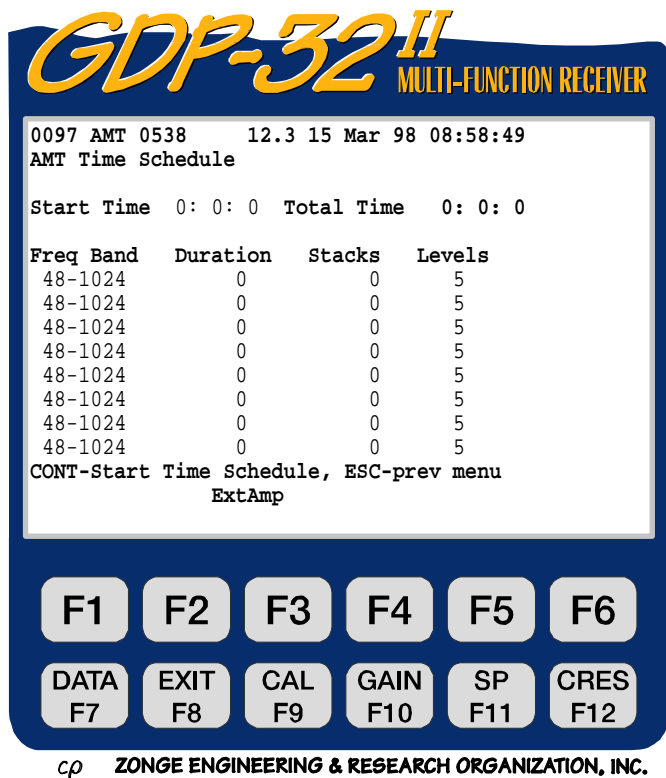 GDP-32 II
MULTI-FUNCTION RECEIVER
0097 AMT 0538 12.3 15 Mar 98 08:58:49
AMT Time Schedule
Start Time 0: 0: 0 Total Time 0: 0: 0
Freq Band Duration Stacks Levels
48-1024 0 0 5
48-1024 0 0 5
48-1024 0 0 5
48-1024 0 0 5
48-1024 0 0 5
48-1024 0 0 5
48-1024 0 0 5
48-1024 0 0 5
CONT-Start Time Schedule, ESC-prev menu
ExtAmp
F1 F2 F3 F4 F5 F6
DATA EXIT CAL GAIN SP CRES
F7 F8 F9 F10 F11 F12
cρ ZONGE ENGINEERING & RESEARCH ORGANIZATION, INC.